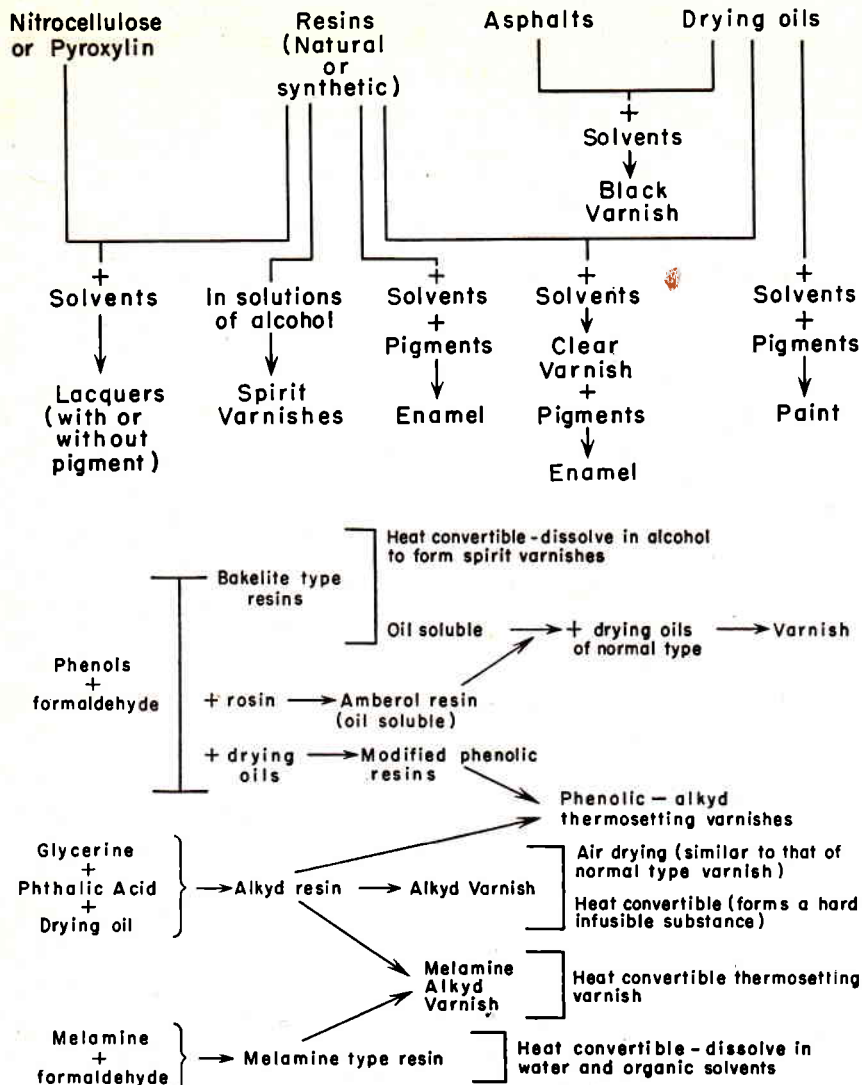 Nitrocellulose
or Pyroxylin
Resins
(Natural
or
synthetic)
Asphalts
Drying oils
+
Solvents
Black
Varnish
+
Solvents
Lacquers
(with or
without
pigment)
In solutions
of alcohol
Spirit
Varnishes
+
Solvents
+
Pigments
Enamel
+
Solvents
Clear
Varnish
+
Pigments
Enamel
+
Solvents
+
Pigments
Paint
Phenols
+
formaldehyde
Bakelite type
resins
Heat convertible-dissolve in alcohol
to form spirit varnishes
Oil soluble
+ drying oils
of normal type
Varnish
+ rosin
Amberol resin
(oil soluble)
+ drying
oils
Modified phenolic
resins
Phenolic — alkyd
thermosetting varnishes
Glycerine
+
Phthalic Acid
+
Drying oil
Alkyd resin
Alkyd Varnish
Air drying (similar to that of
normal type varnish)
Heat convertible (forms a hard
infusible substance)
Melamine
Alkyd
Varnish
Heat convertible thermosetting
varnish
Melamine
+
formaldehyde
Melamine type resin
Heat convertible - dissolve in
water and organic solvents